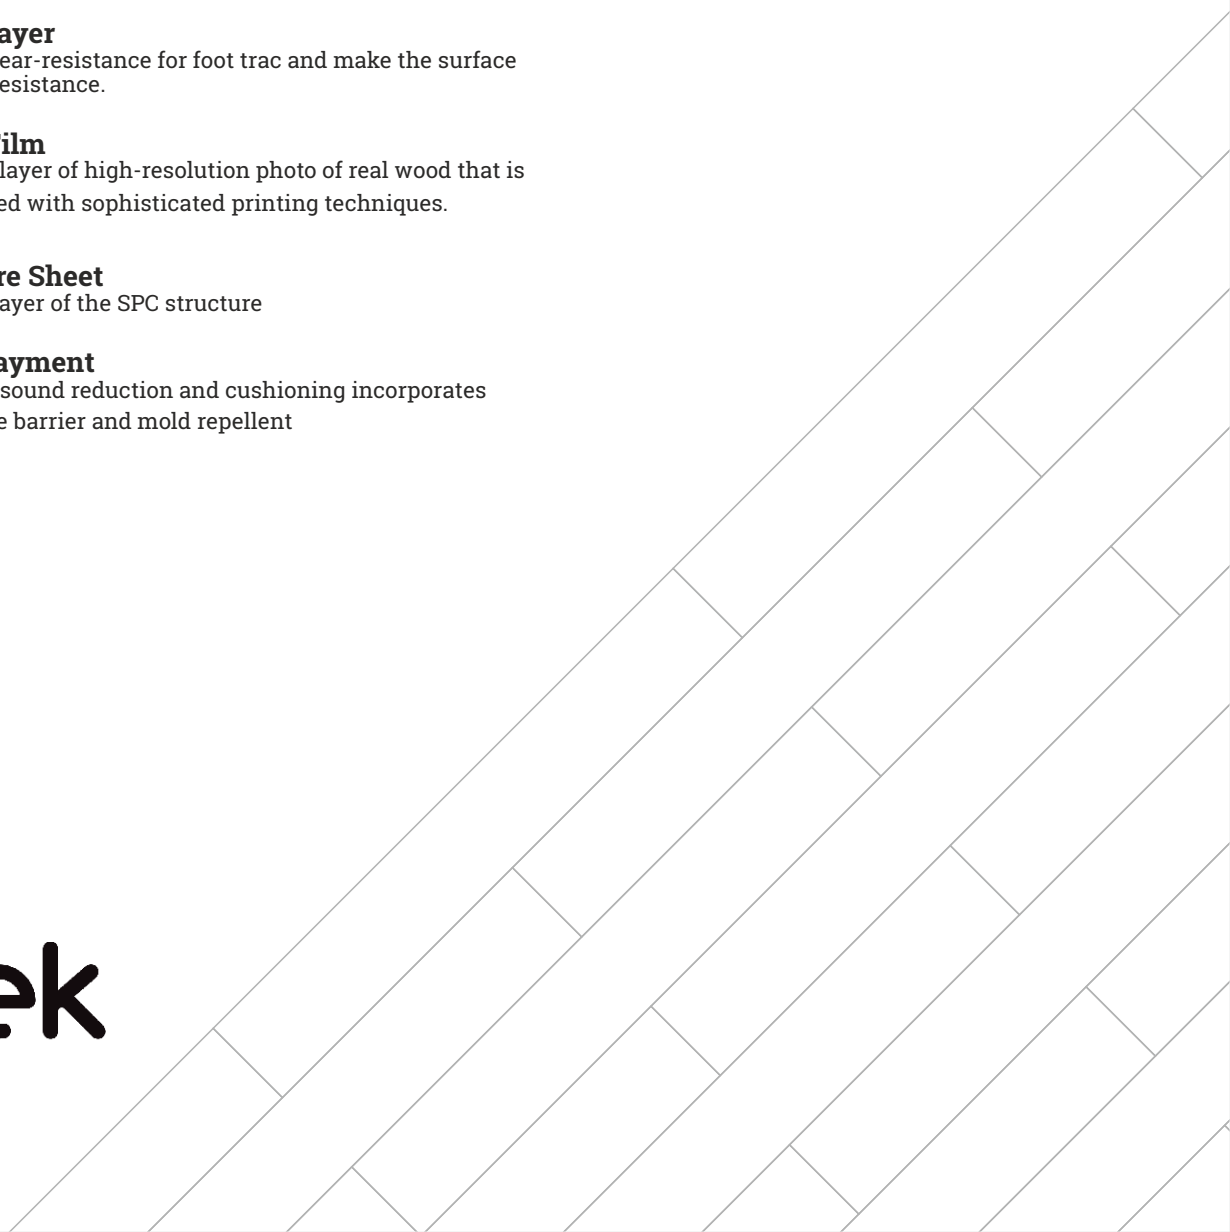 ayer
ear-resistance for foot trac and make the surface
esistance.
ilm
layer of high-resolution photo of real wood that is
ed with sophisticated printing techniques.
re Sheet
ayer of the SPC structure
ayment
sound reduction and cushioning incorporates
e barrier and mold repellent
ek